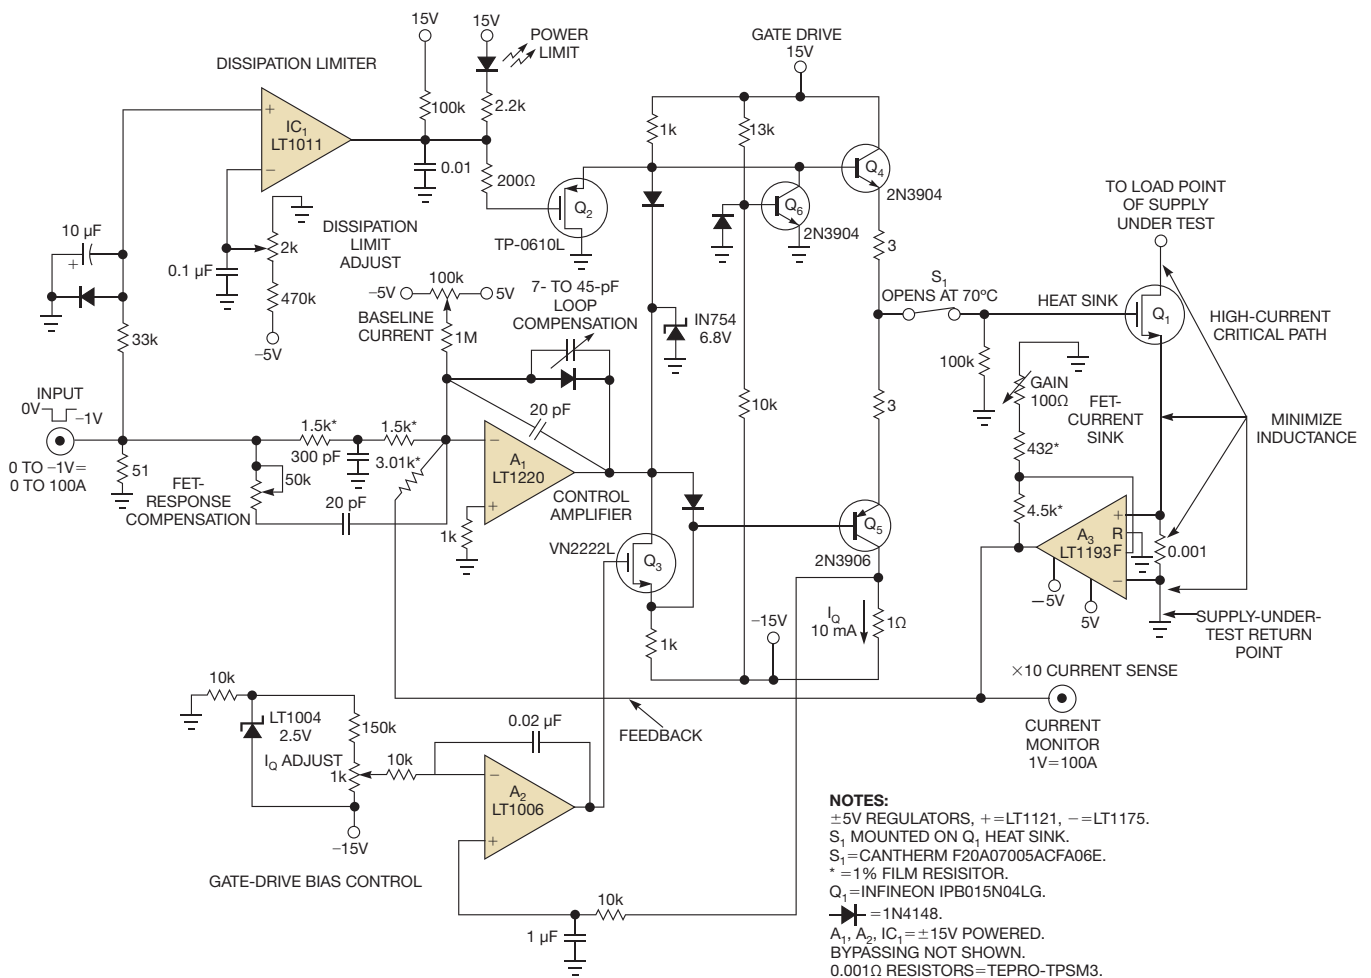 15V
15V
POWER
LIMIT
GATE DRIVE
15V
DISSIPATION LIMITER
100k
2.2k
1k
13k
+
IC1
LT1011
−
0.01
200Ω
Q4
2N3904
Q2
TP-0610L
Q6
2N3904
TO LOAD POINT
OF SUPPLY
UNDER TEST
10 µF
+
2k
DISSIPATION
LIMIT
ADJUST
0.1 µF
470k
−5V
3
S1
OPENS AT 70ºC
HEAT SINK
Q1
HIGH-CURRENT
CRITICAL PATH
100k
−5V
5V
BASELINE
CURRENT
1M
7- TO 45-pF
LOOP
COMPENSATION
IN754
6.8V
33k
100k
GAIN
100Ω
FET-
CURRENT
SINK
MINIMIZE
INDUCTANCE
INPUT
0V
−1V
0 TO −1V=
0 TO 100A
51
1.5k*
300 pF
1.5k*
3.01k*
20 pF
10k
3
432*
50k
FET-
RESPONSE
COMPENSATION
20 pF
−
A1
LT1220
+
CONTROL
AMPLIFIER
1k
4.5k*
+
A3
R
LT1193
F
−
0.001
−5V
5V
Q5
2N3906
VN2222L
Q3
1k
−15V
IQ
10 mA
1Ω
SUPPLY-UNDER-
TEST RETURN
POINT
×10 CURRENT SENSE
10k
LT1004
2.5V
150k
IQ ADJUST
1k
−15V
10k
0.02 µF
FEEDBACK
CURRENT
MONITOR
1V=100A
−
A2
LT1006
+
GATE-DRIVE BIAS CONTROL
10k
1 µF
NOTES:
±5V REGULATORS, +=LT1121, −=LT1175.
S1 MOUNTED ON Q1 HEAT SINK.
S1=CANTHERM F20A07005ACFA06E.
* =1% FILM RESISITOR.
Q1=INFINEON IPB015N04LG.
=1N4148.
A1, A2, IC1=±15V POWERED.
BYPASSING NOT SHOWN.
0.001Ω RESISTORS=TEPRO-TPSM3.